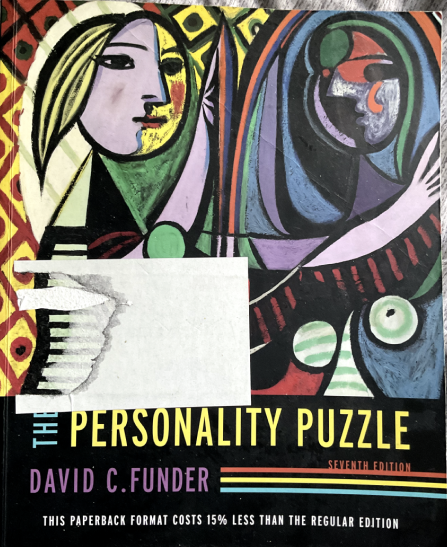 THE PERSONALITY PUZZLE
SEVENTH EDITION
DAVID C. FUNDER
THIS PAPERBACK FORMAT COSTS 15% LESS THAN THE REGULAR EDITION